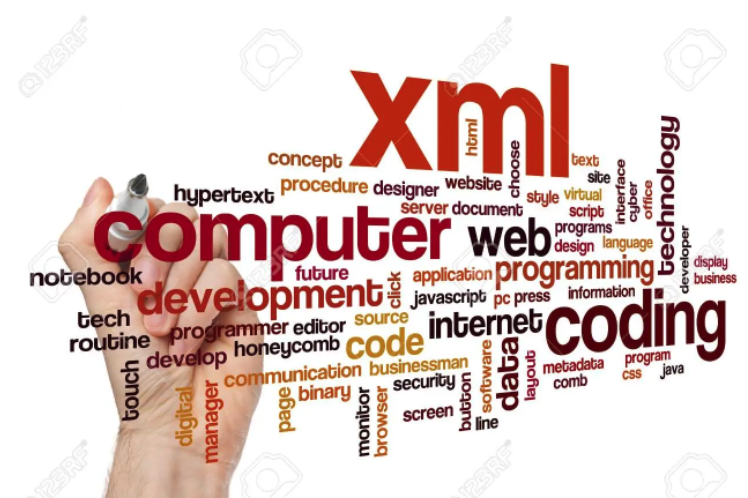 xml
html
choose
concept
text
procedure
designer
website
site
interface
cyber
office
technology
hypertext
style
virtual
server
document
script
computer
web
programs
design
language
developer
display
business
notebook
future
click
application
programming
development
javascript
pc
press
information
tech
programmer
editor
source
internet
coding
routine
develop
honeycomb
code
data
layout
metadata
comb
program
css
java
touch
digital
manager
communication
businessman
page
binary
monitor
browser
security
screen
button
software
line
123RF